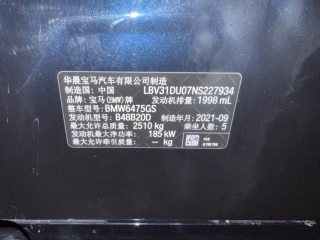 华晨宝马汽车有限公司制造
制造国：中国 LBV31DU07NS227934
品牌：宝马(BMW)牌 发动机排量：1998 mL
整车型号：BMW6475GS
发动机型号：B48B20D 制造年月：2021-09
最大允许总质量：2510 kg 乘坐人数：5
发动机最大净功率：185 kW
最大允许牵引质量：— kg